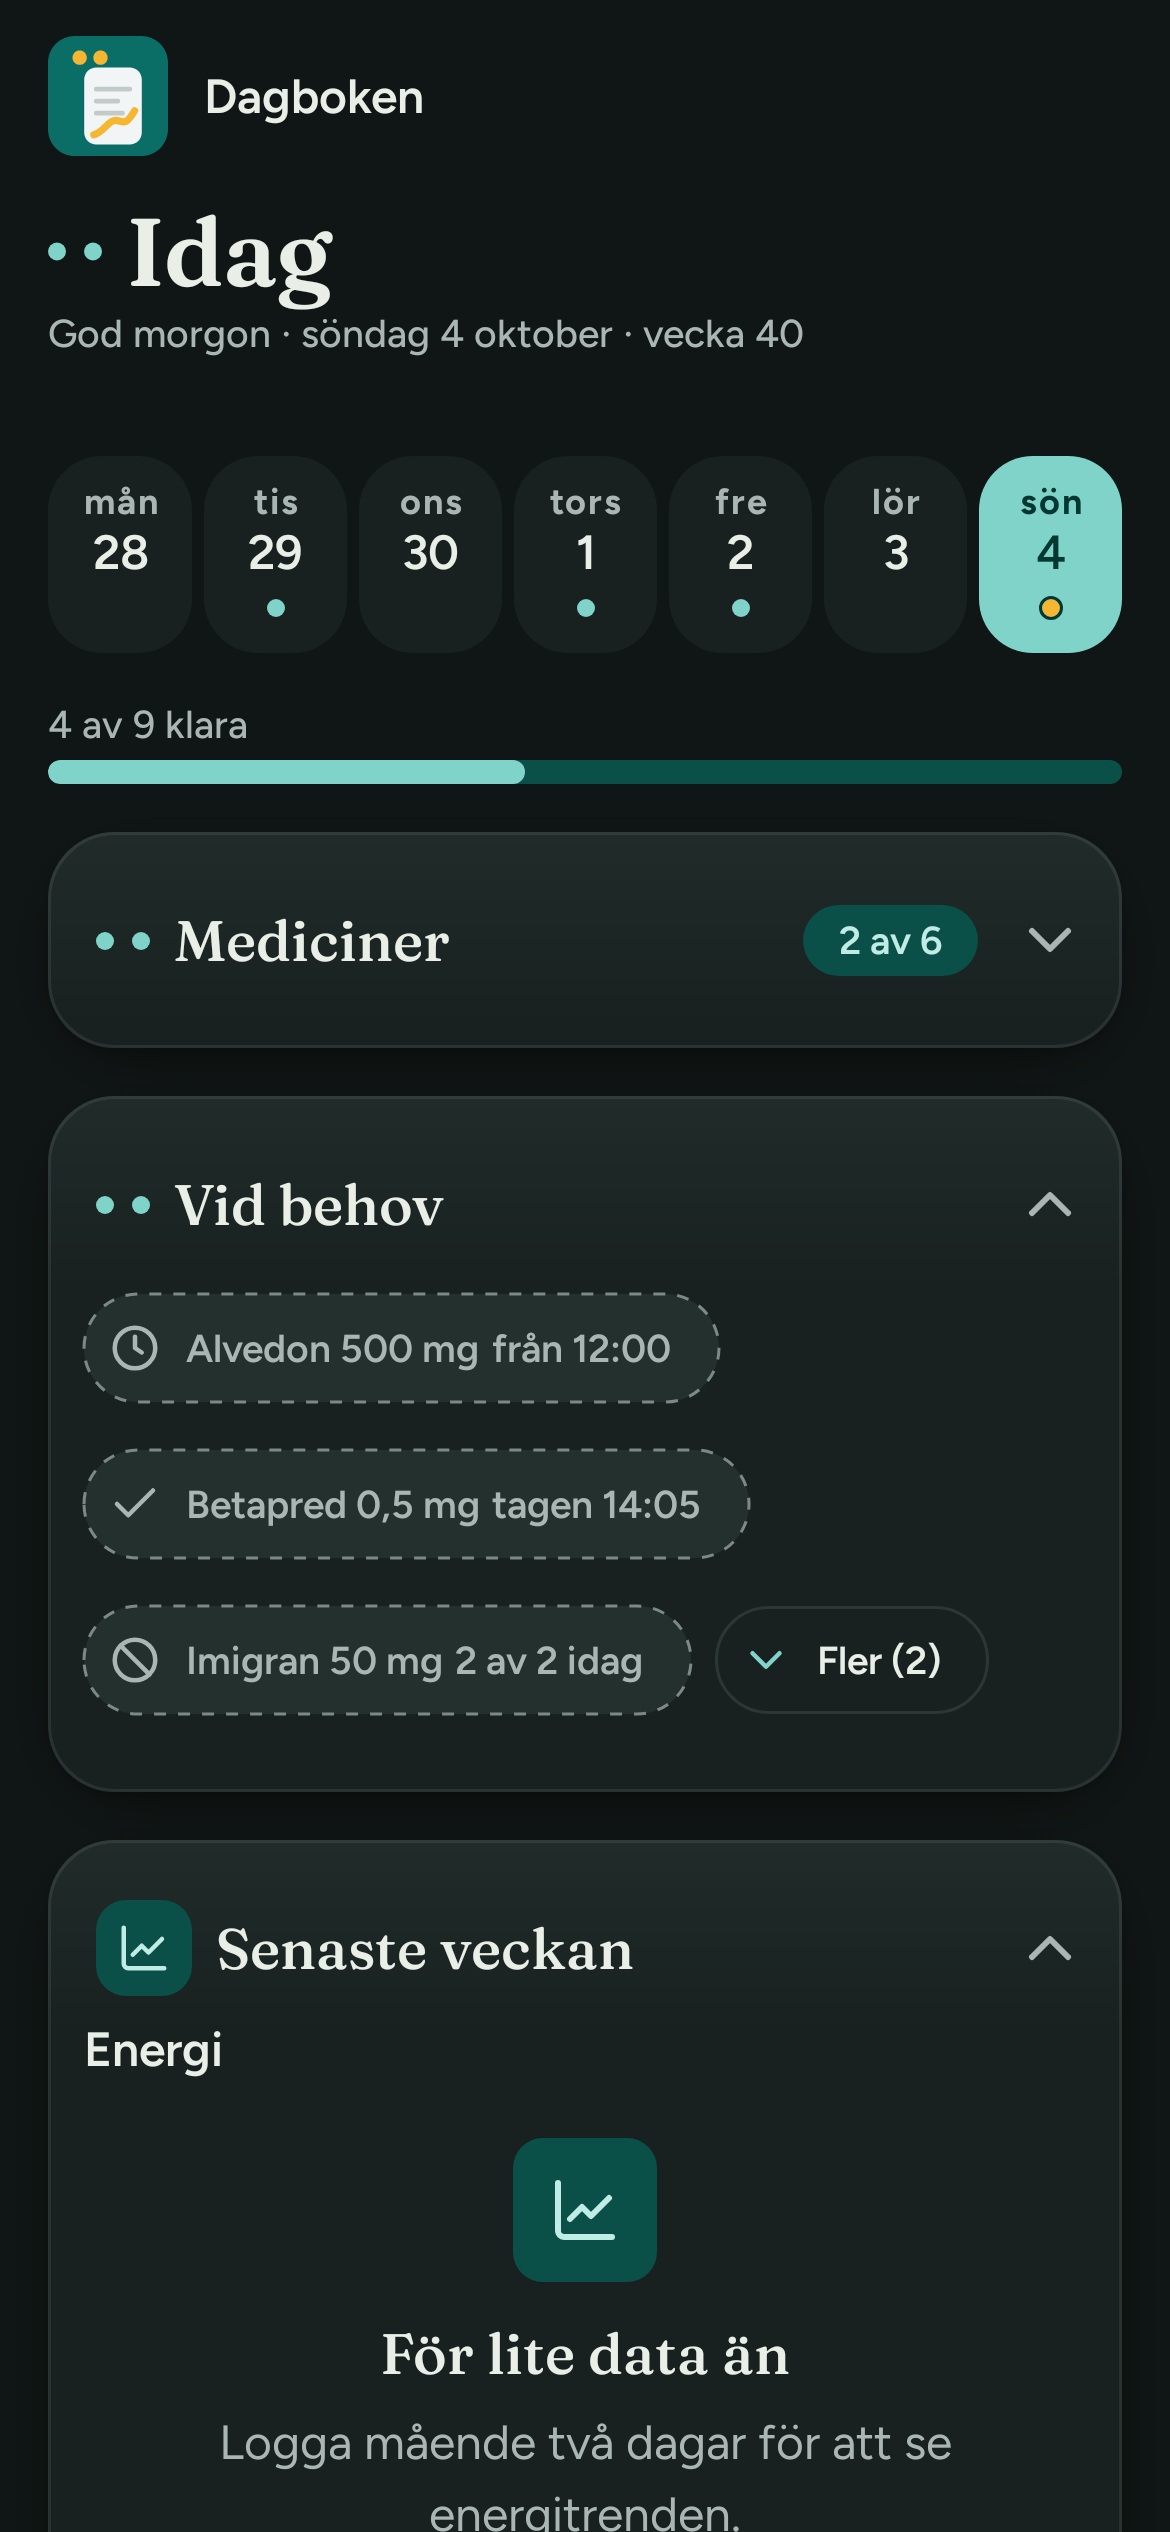 Dagboken
Idag
God morgon · söndag 4 oktober · vecka 40
mån tis ons tors fre lör sön
28 29 30 1 2 3 4
4 av 9 klara
Mediciner 2 av 6
Vid behov
Alvedon 500 mg från 12:00
Betapred 0,5 mg tagen 14:05
Imigran 50 mg 2 av 2 idag Fler (2)
Senaste veckan
Energi
För lite data än
Logga mående två dagar för att se
energitrenden.